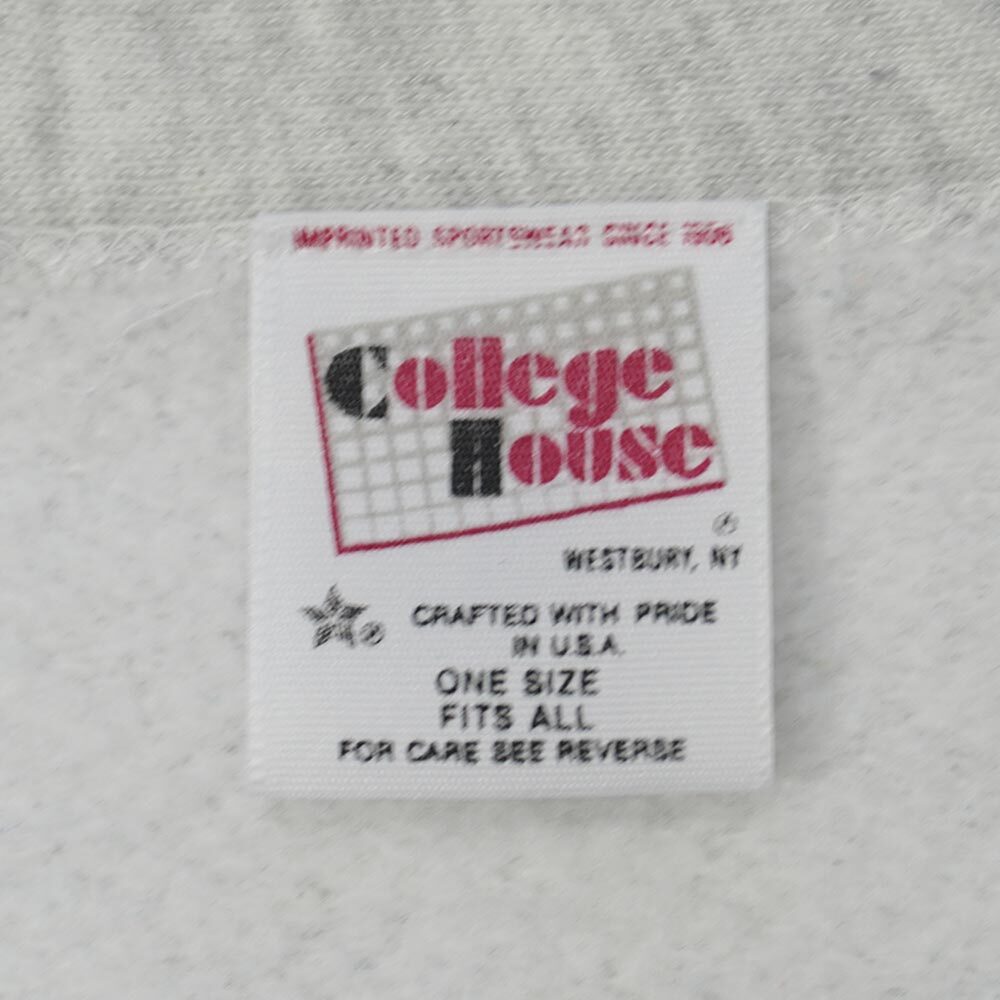 IMPRINTED SPORTSWEAR SINCE
College
House
®
WESTBURY, NY
®
CRAFTED WITH PRIDE
IN U.S.A.
ONE SIZE
FITS ALL
FOR CARE SEE REVERSE